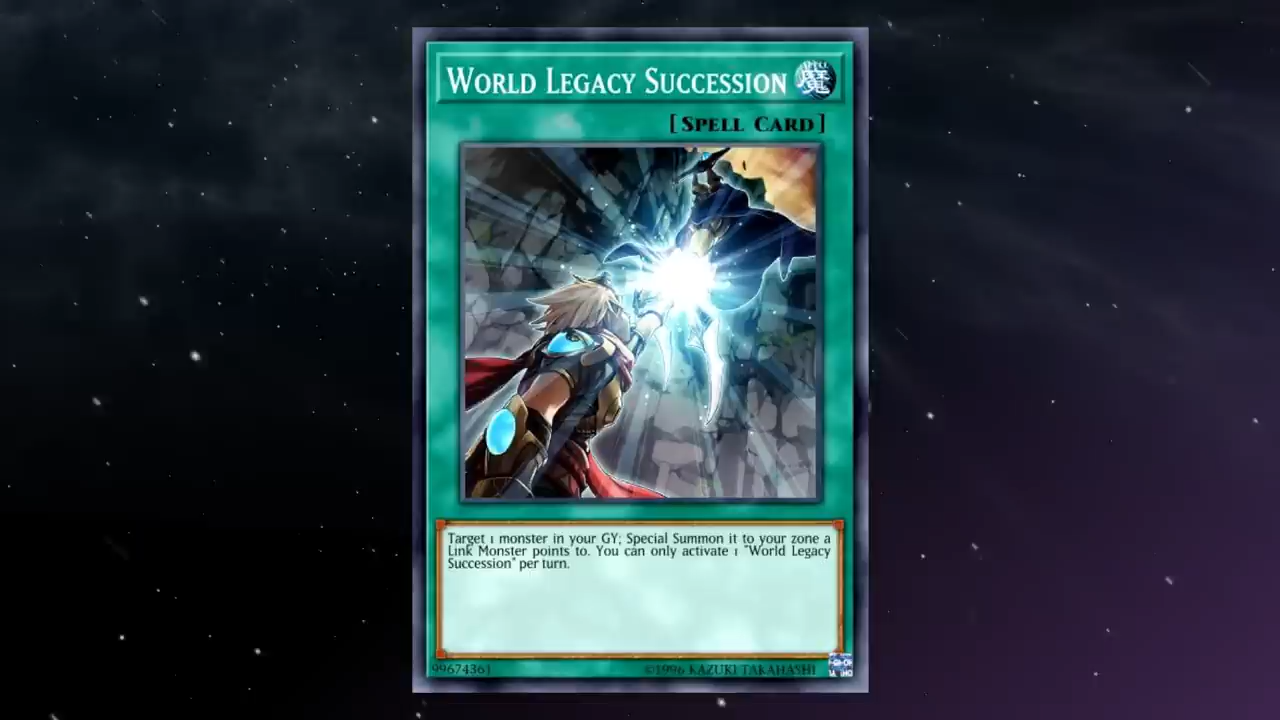 WORLD LEGACY SUCCESSION 魔
[SPELL CARD]
Target 1 monster in your GY; Special Summon it to your zone a
Link Monster points to. You can only activate 1 "World Legacy
Succession" per turn.
99674361
©1996 KAZUKI TAKAHASHI